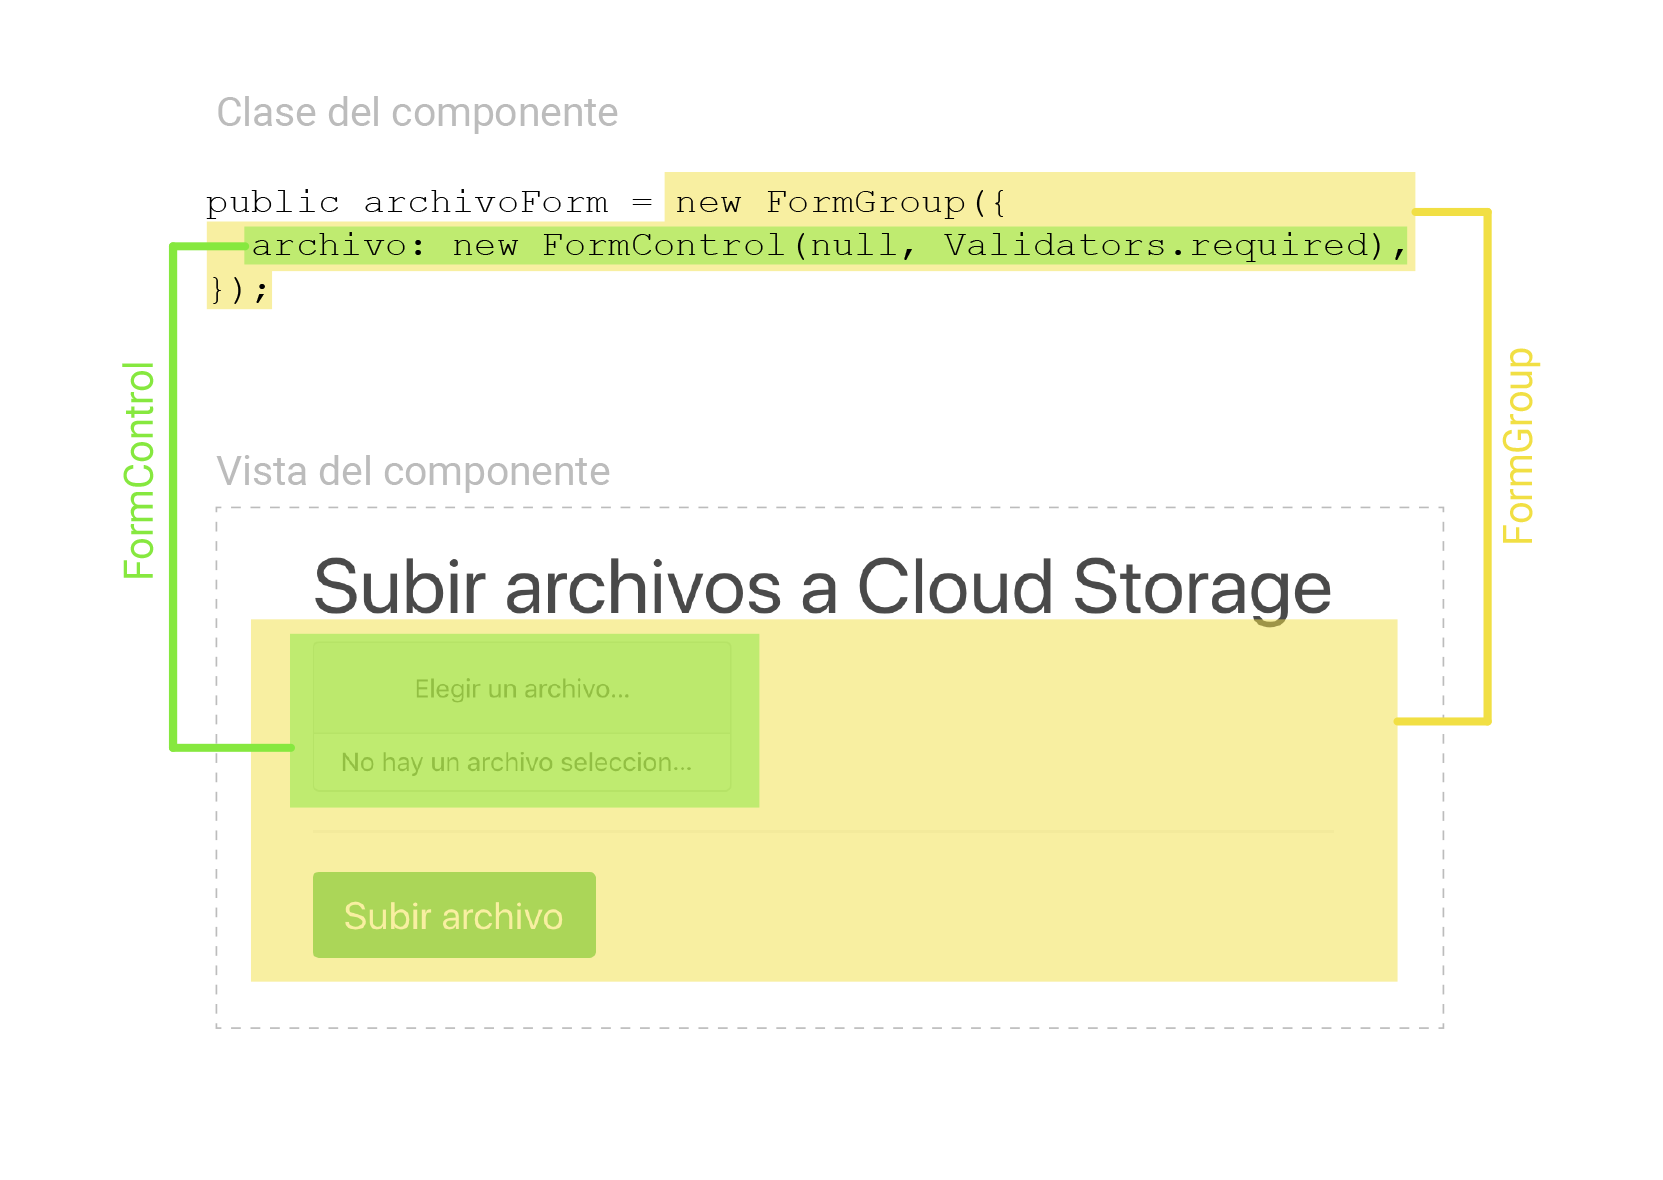 Clase del componente
public archivoForm = new FormGroup({
archivo: new FormControl(null, Validators.required),
});
FormControl
FormGroup
Vista del componente
Subir archivos a Cloud Storage
Elegir un archivo...
No hay un archivo seleccion...
Subir archivo